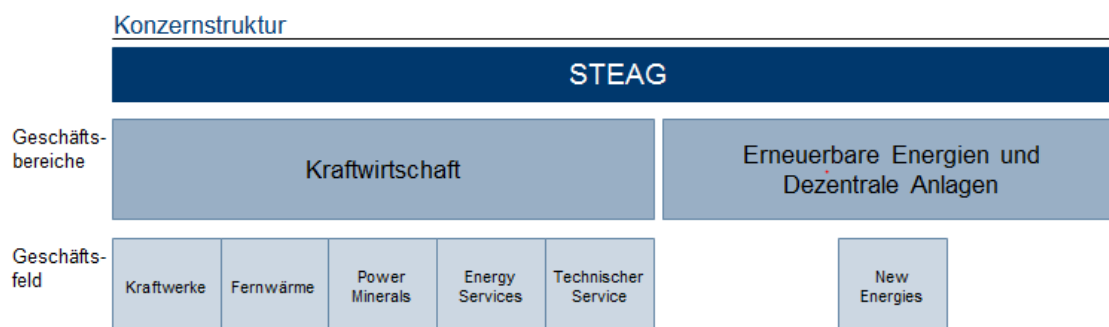 Konzernstruktur
STEAG
Geschäfts-
bereiche
Kraftwirtschaft
Erneuerbare Energien und
Dezentrale Anlagen
Geschäfts-
feld
Kraftwerke
Fernwärme
Power
Minerals
Energy
Services
Technischer
Service
New
Energies